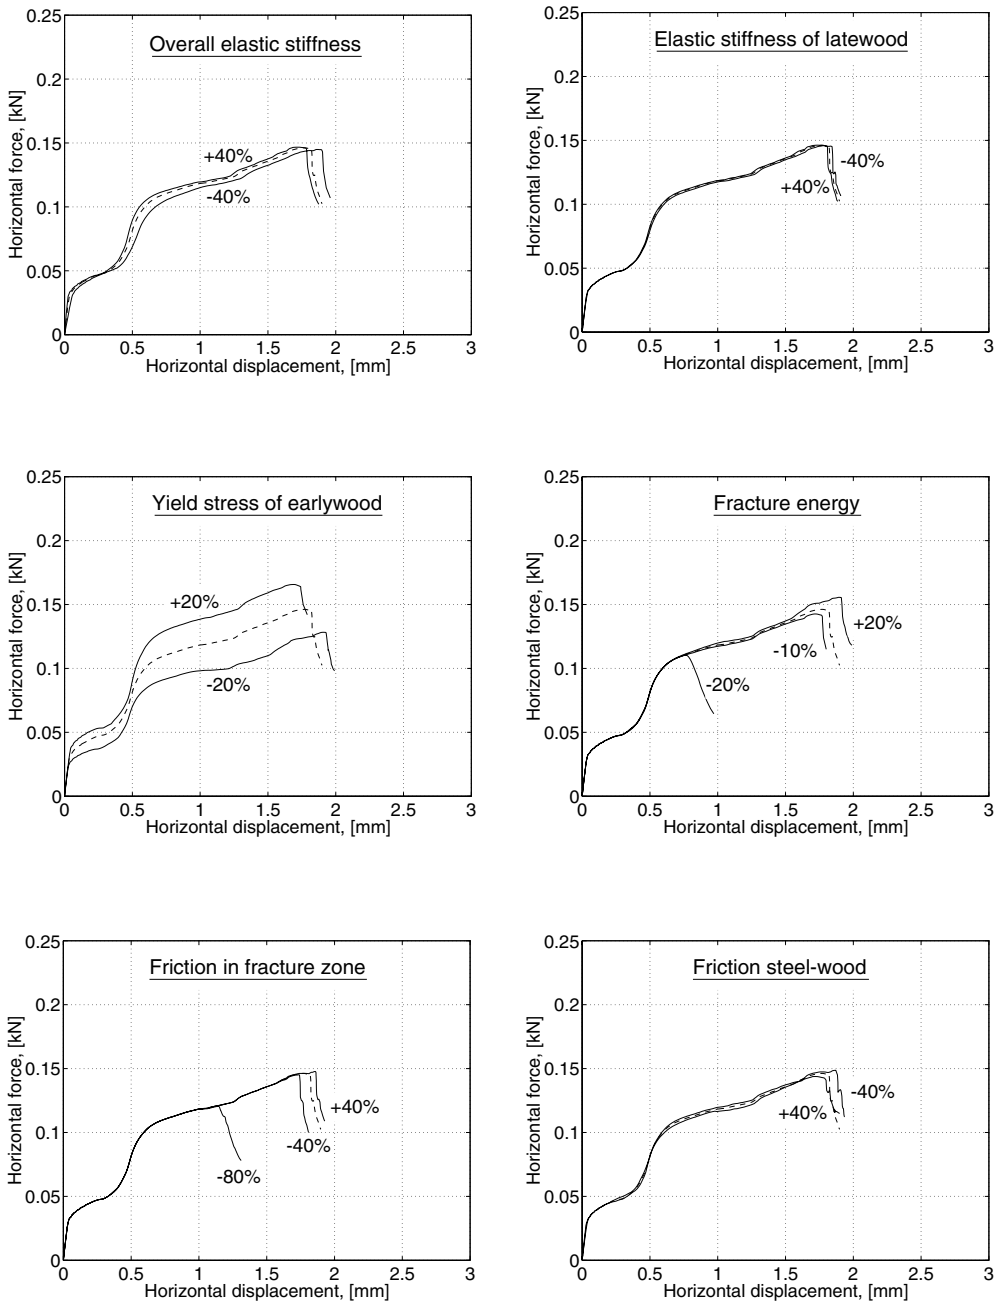 Overall elastic stiffness
0.25
0.2
0.15
0.1
0.05
0
Horizontal force, [kN]
+40%
-40%
0 0.5 1 1.5 2 2.5 3
Horizontal displacement, [mm]
Elastic stiffness of latewood
0.25
0.2
0.15
0.1
0.05
0
Horizontal force, [kN]
-40%
+40%
0 0.5 1 1.5 2 2.5 3
Horizontal displacement, [mm]
Yield stress of earlywood
0.25
0.2
0.15
0.1
0.05
0
Horizontal force, [kN]
+20%
-20%
0 0.5 1 1.5 2 2.5 3
Horizontal displacement, [mm]
Fracture energy
0.25
0.2
0.15
0.1
0.05
0
Horizontal force, [kN]
+20%
-10%
-20%
0 0.5 1 1.5 2 2.5 3
Horizontal displacement, [mm]
Friction in fracture zone
0.25
0.2
0.15
0.1
0.05
0
Horizontal force, [kN]
+40%
-40%
-80%
0 0.5 1 1.5 2 2.5 3
Horizontal displacement, [mm]
Friction steel-wood
0.25
0.2
0.15
0.1
0.05
0
Horizontal force, [kN]
-40%
+40%
0 0.5 1 1.5 2 2.5 3
Horizontal displacement, [mm]